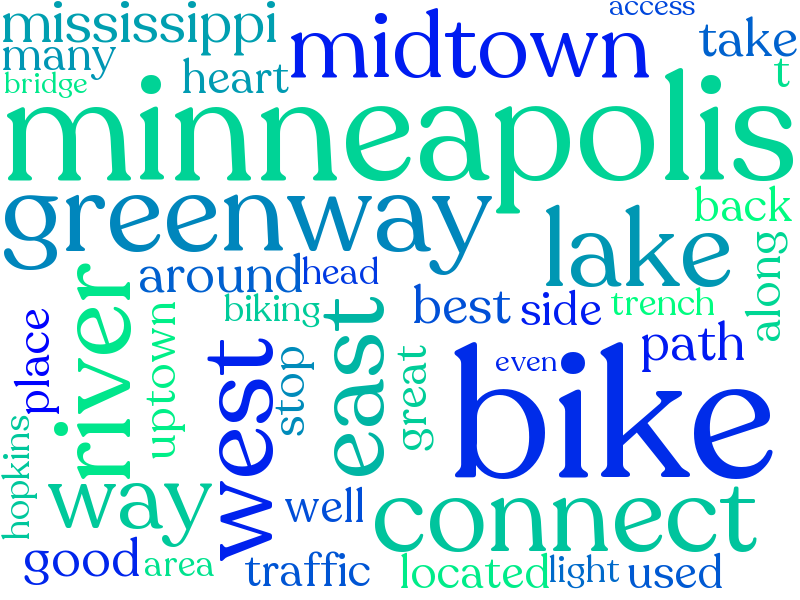 access
mississippi
midtown
take
many
heart
t
bridge
minneapolis
greenway
back
lake
along
around
head
river
biking
east
best
side
trench
uptown
place
west
stop
great
even
path
bike
hopkins
way
well
connect
good
area
traffic
located
light
used